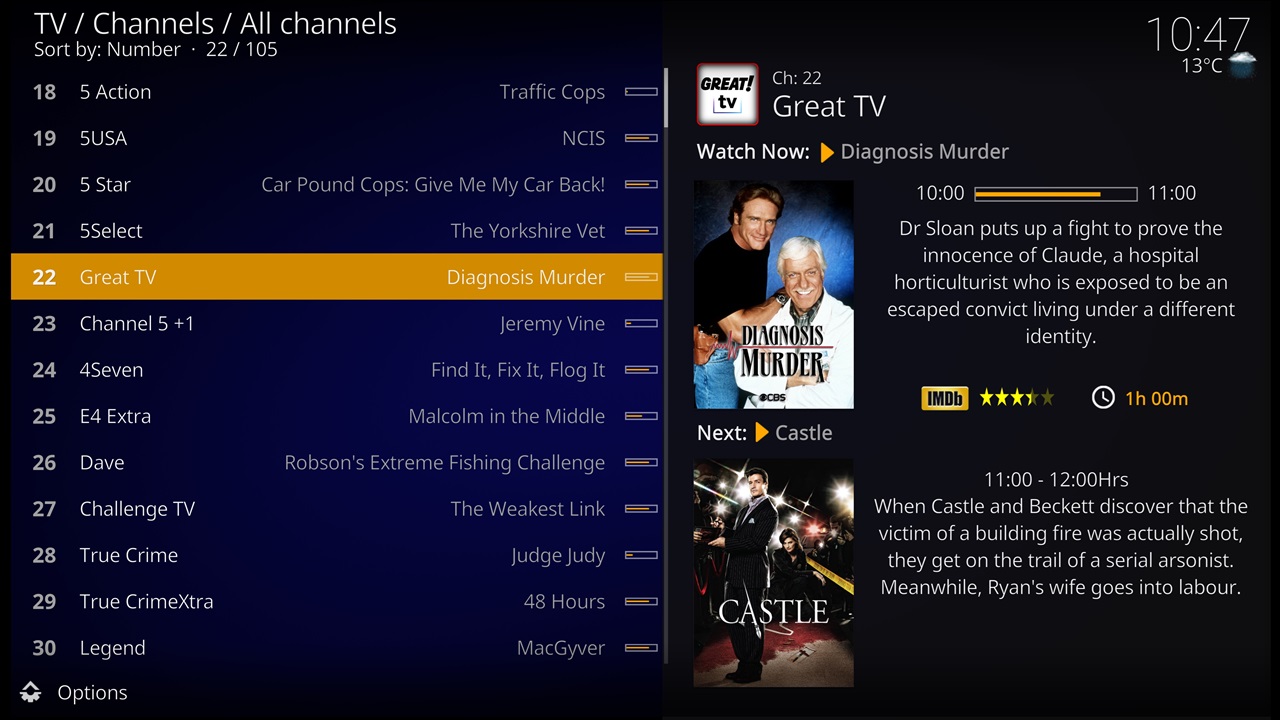 TV / Channels / All channels
Sort by: Number · 22 / 105
10:47
13°C
18 5 Action Traffic Cops
19 5USA NCIS
20 5 Star Car Pound Cops: Give Me My Car Back!
21 5Select The Yorkshire Vet
22 Great TV Diagnosis Murder
23 Channel 5 +1 Jeremy Vine
24 4Seven Find It, Fix It, Flog It
25 E4 Extra Malcolm in the Middle
26 Dave Robson's Extreme Fishing Challenge
27 Challenge TV The Weakest Link
28 True Crime Judge Judy
29 True CrimeXtra 48 Hours
30 Legend MacGyver
Options
GREAT!
tv
Ch: 22
Great TV
Watch Now: Diagnosis Murder
DIAGNOSIS
MURDER
CBS
10:00 11:00
Dr Sloan puts up a fight to prove the
innocence of Claude, a hospital
horticulturist who is exposed to be an
escaped convict living under a different
identity.
IMDb 1h 00m
Next: Castle
CASTLE
11:00 - 12:00Hrs
When Castle and Beckett discover that the
victim of a building fire was actually shot,
they get on the trail of a serial arsonist.
Meanwhile, Ryan's wife goes into labour.